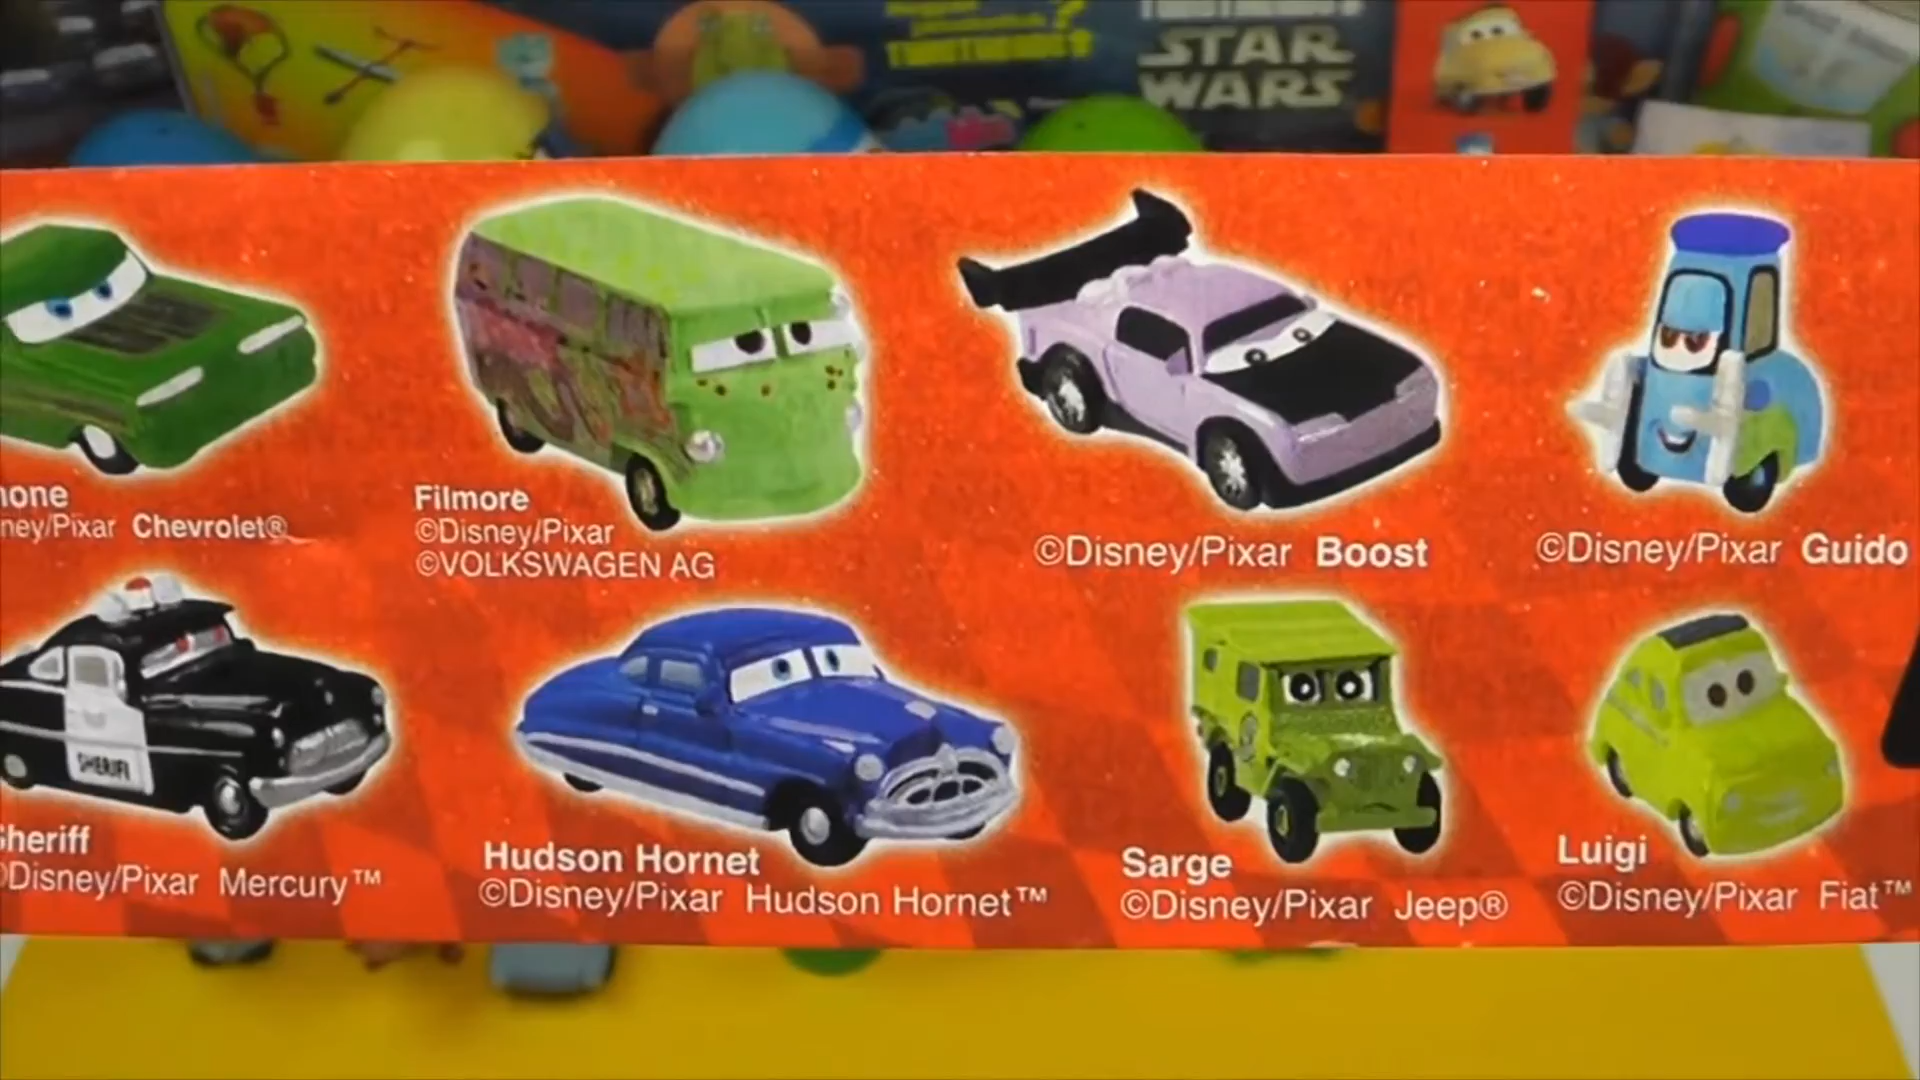 STAR
WARS
hone
ney/Pixar Chevrolet®
Filmore
©Disney/Pixar
©VOLKSWAGEN AG
©Disney/Pixar Boost
©Disney/Pixar Guido
SHERIFF
Sheriff
©Disney/Pixar Mercury™
Hudson Hornet
©Disney/Pixar Hudson Hornet™
Sarge
©Disney/Pixar Jeep®
Luigi
©Disney/Pixar Fiat™